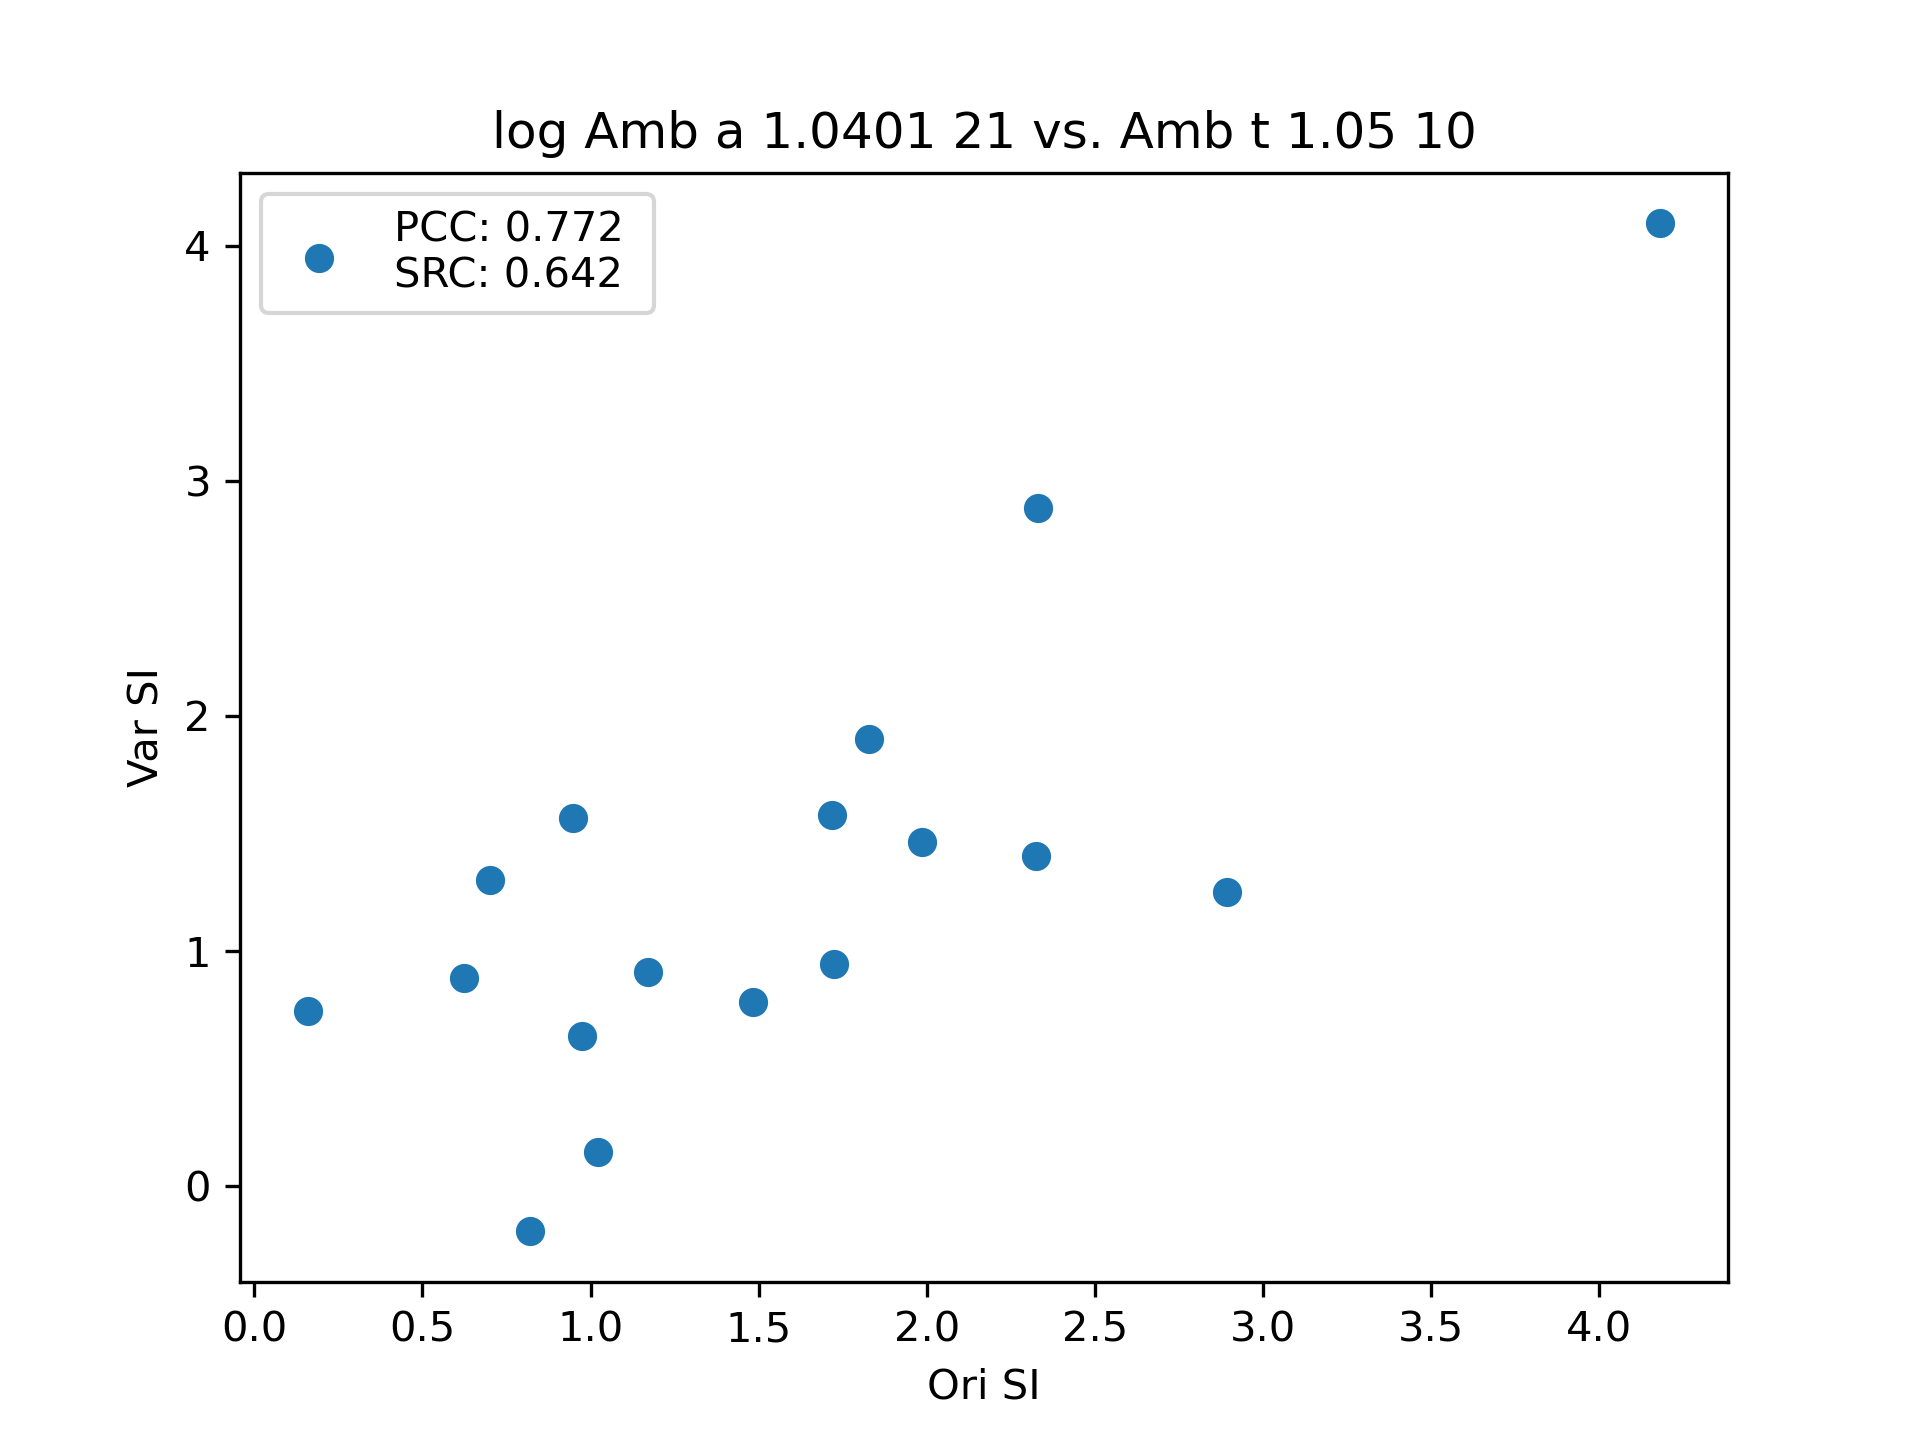 log Amb a 1.0401 21 vs. Amb t 1.05 10
PCC: 0.772
SRC: 0.642
4
3
2
1
0
Var SI
0.0 0.5 1.0 1.5 2.0 2.5 3.0 3.5 4.0
Ori SI